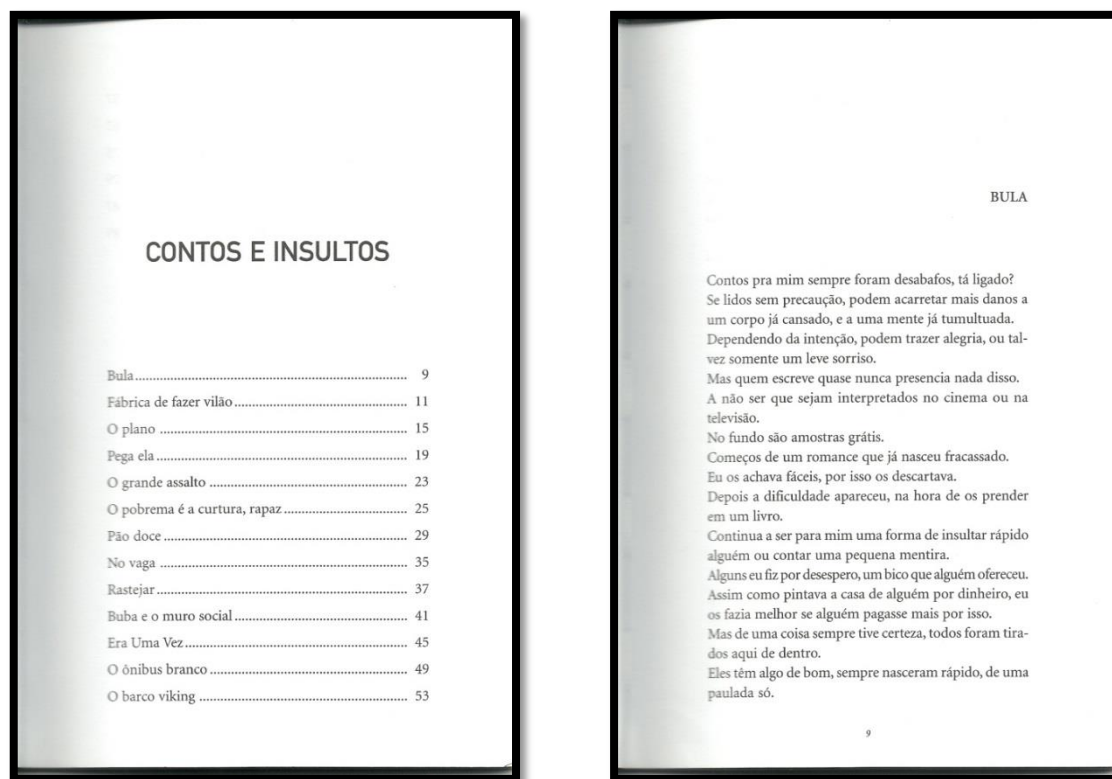 CONTOS E INSULTOS
Bula 9
Fábrica de fazer vilão 11
O plano 15
Pega ela 19
O grande assalto 23
O pobrema é a curtura, rapaz 25
Pão doce 29
No vaga 35
Rastejar 37
Buba e o muro social 41
Era Uma Vez 45
O ônibus branco 49
O barco viking 53
BULA
Contos pra mim sempre foram desabafos, tá ligado?
Se lidos sem precaução, podem acarretar mais danos a
um corpo já cansado, e a uma mente já tumultuada.
Dependendo da intenção, podem trazer alegria, ou tal-
vez somente um leve sorriso.
Mas quem escreve quase nunca presencia nada disso.
A não ser que sejam interpretados no cinema ou na
televisão.
No fundo são amostras grátis.
Começos de um romance que já nasceu fracassado.
Eu os achava fáceis, por isso os descartava.
Depois a dificuldade apareceu, na hora de os prender
em um livro.
Continua a ser para mim uma forma de insultar rápido
alguém ou contar uma pequena mentira.
Alguns eu fiz por desespero, um bico que alguém ofereceu.
Assim como pintava a casa de alguém por dinheiro, eu
os fazia melhor se alguém pagasse mais por isso.
Mas de uma coisa sempre tive certeza, todos foram tira-
dos aqui de dentro.
Eles têm algo de bom, sempre nasceram rápido, de uma
paulada só.
9